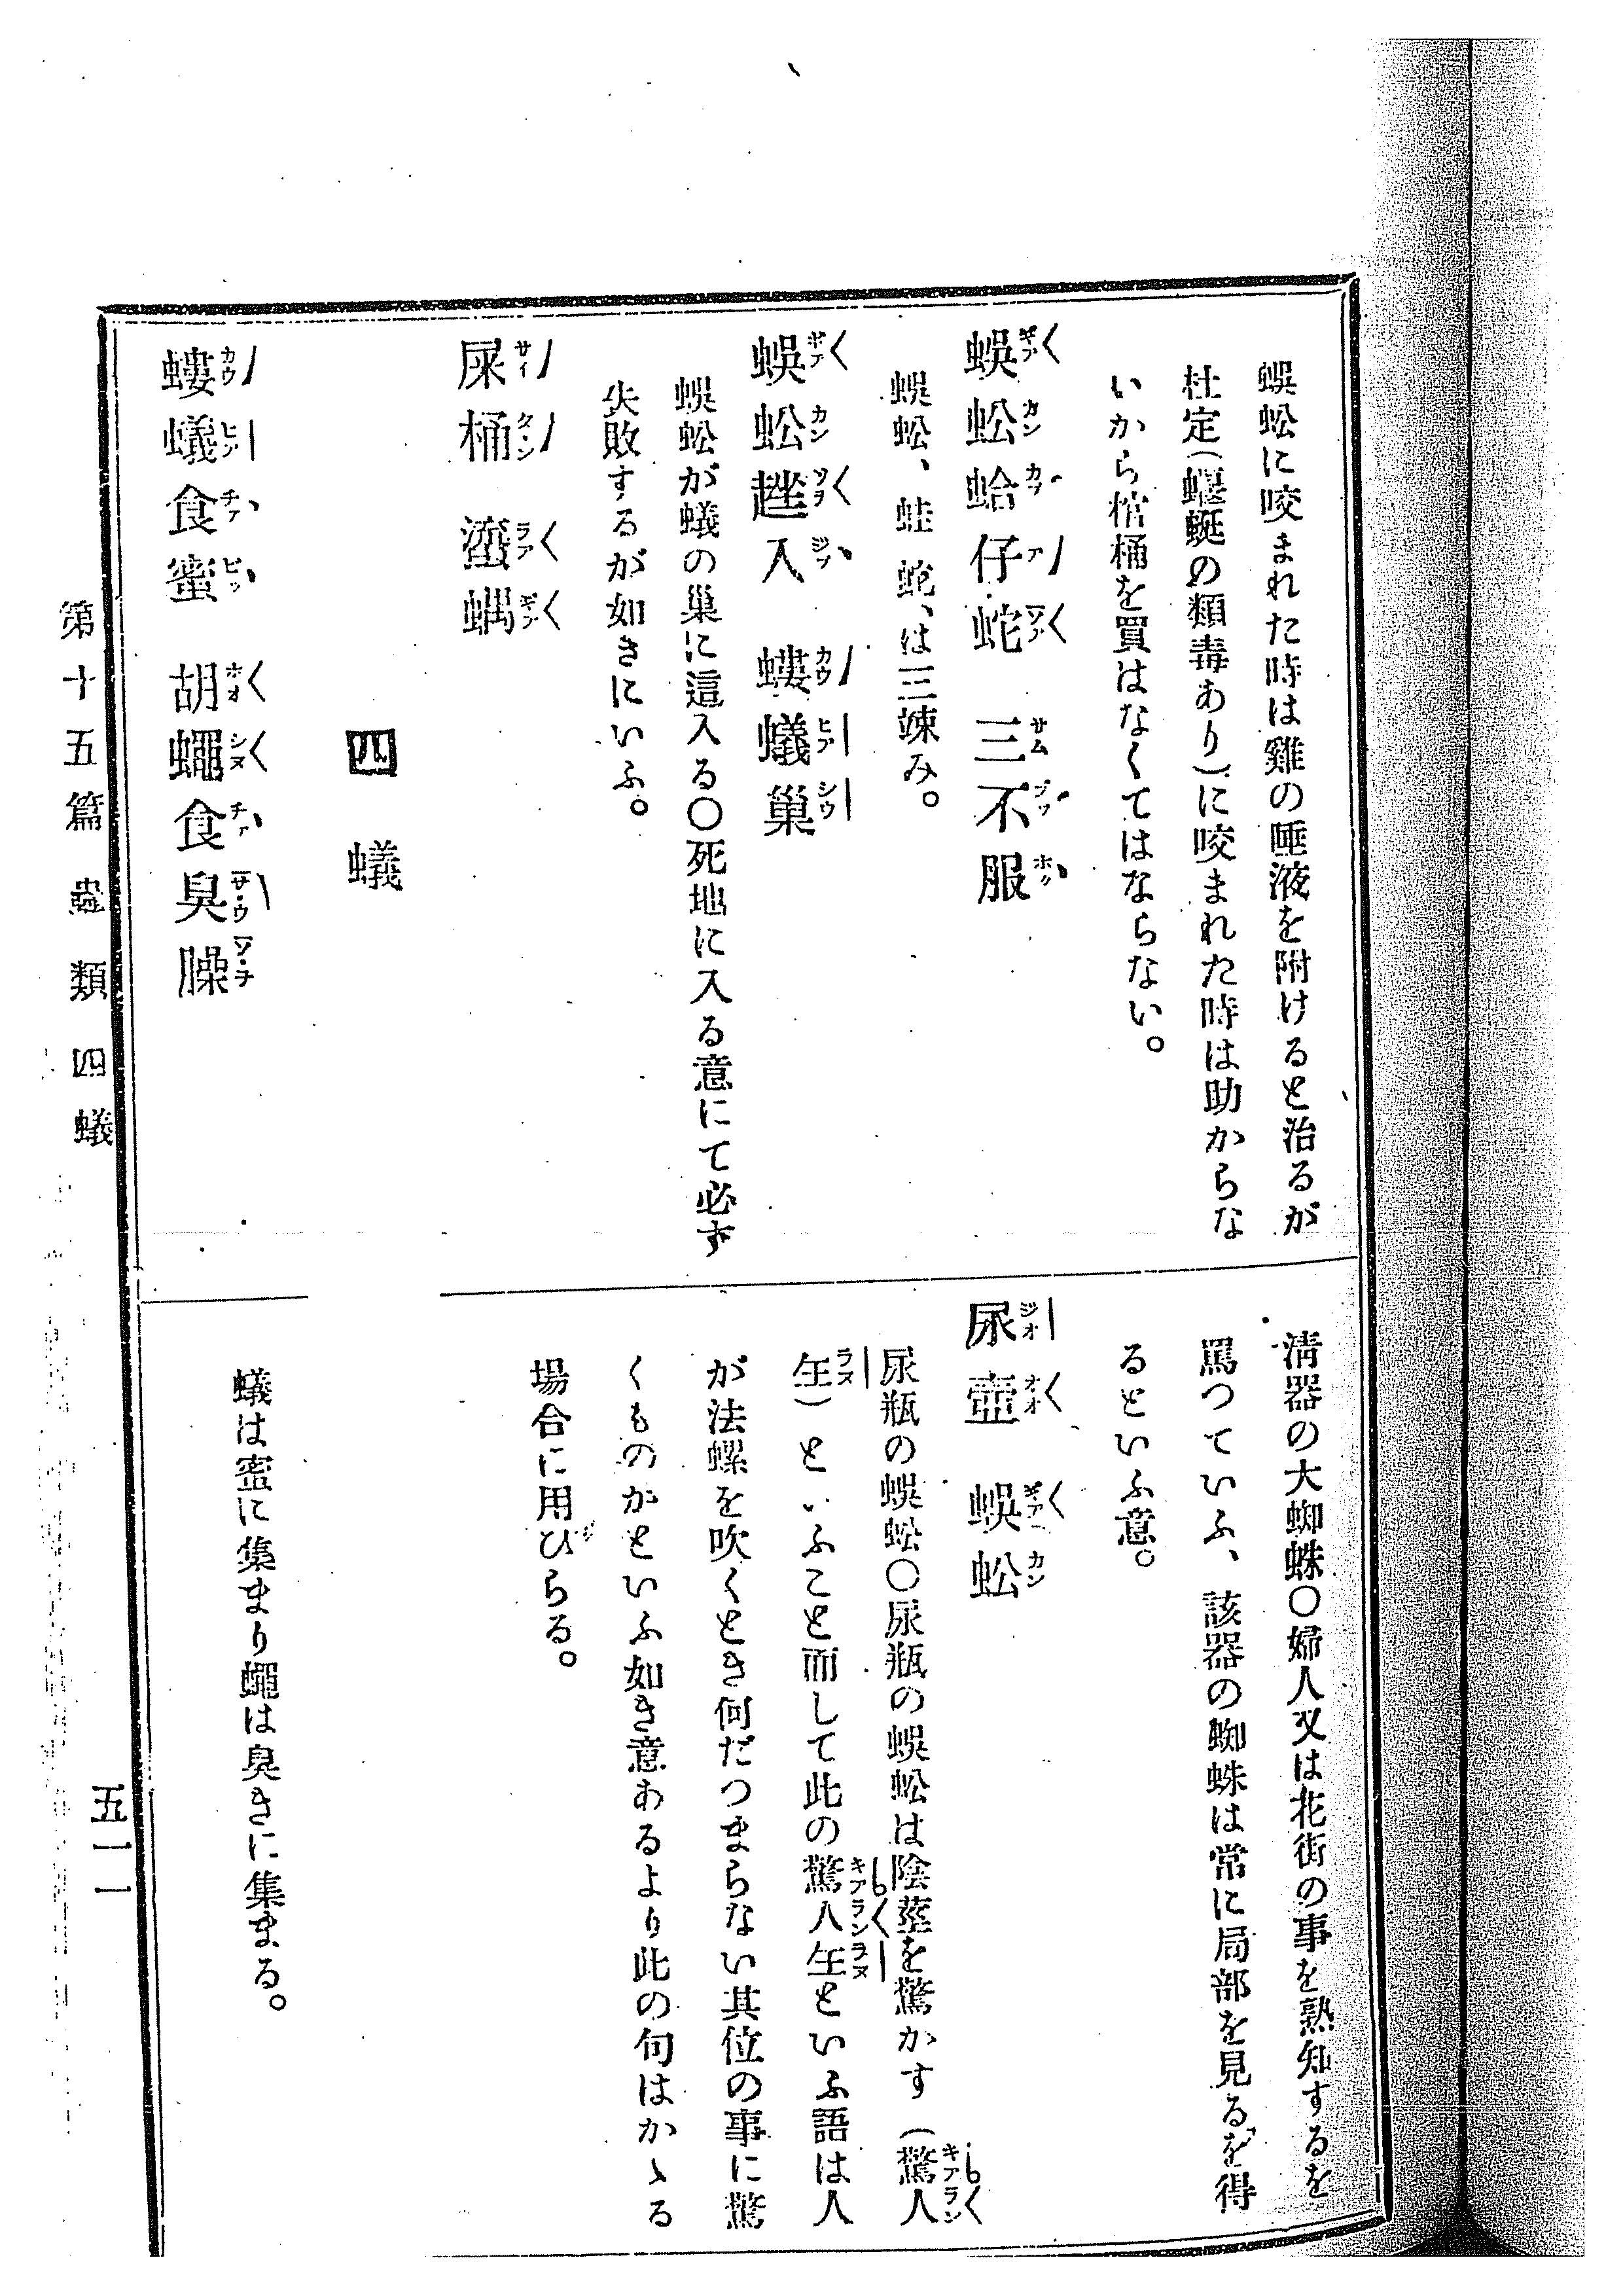 蜈蚣に咬まれた時は雞の唾液を附けると治るが
杜定(蝘蜓の類毒あり)に咬まれた時は助からな
いから棺桶を買はなくてはならない。
蜈蚣蛤仔蛇 三不服
蜈蚣、蛙 蛇、は三竦み。
蜈蚣趖入 螻蟻巢
蜈蚣が蟻の巣に這入る〇死地に入る意にて必ず
失敗するが如きにいふ。
屎桶 蠻蝺
清器の大蜘蛛〇婦人又は北街の事を熟知するを
罵つていふ、該器の蜘蛛は常に局部を見るを得
るといふ意。
尿壺 蜈蚣
尿瓶の蜈蚣〇尿瓶の蜈蚣は陰莖を驚かす(驚人
玍)といふこと而して此の驚人玍といふ語は人
が法螺を吹くとき何だつまらない其位の事に驚
くものかといふ如き意あるより此の句はかゝる
場合に用ひらる。
四 蟻
螻蟻食蜜 胡蠅食臭臊
蟻は蜜に集まり蠅は臭きに集まる。
第十五篇 蟲類 四 蟻
五一一